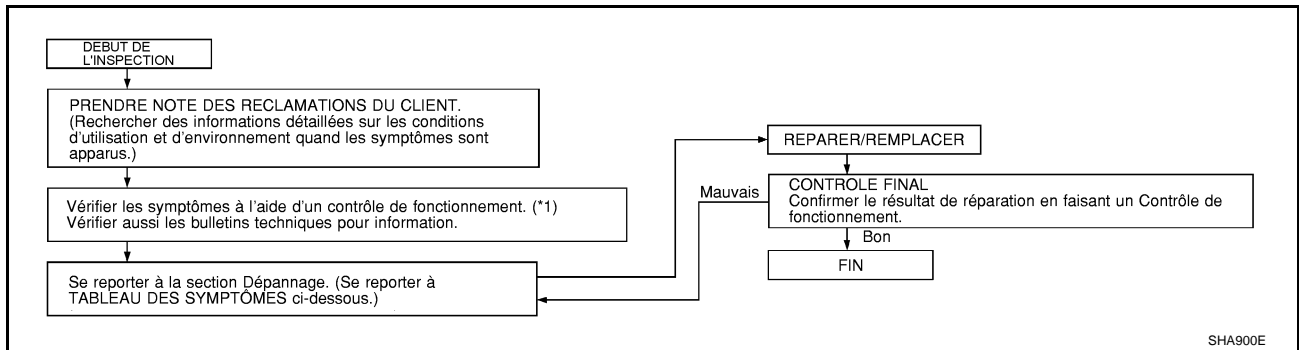 DEBUT DE
L'INSPECTION
PRENDRE NOTE DES RECLAMATIONS DU CLIENT.
(Rechercher des informations détaillées sur les conditions
d'utilisation et d'environnement quand les symptômes sont
apparus.)
Vérifier les symptômes à l'aide d'un contrôle de fonctionnement. (*1)
Vérifier aussi les bulletins techniques pour information.
Se reporter à la section Dépannage. (Se reporter à
TABLEAU DES SYMPTÔMES ci-dessous.)
REPARER/REMPLACER
Mauvais
CONTROLE FINAL
Confirmer le résultat de réparation en faisant un Contrôle de
fonctionnement.
Bon
FIN
SHA900E